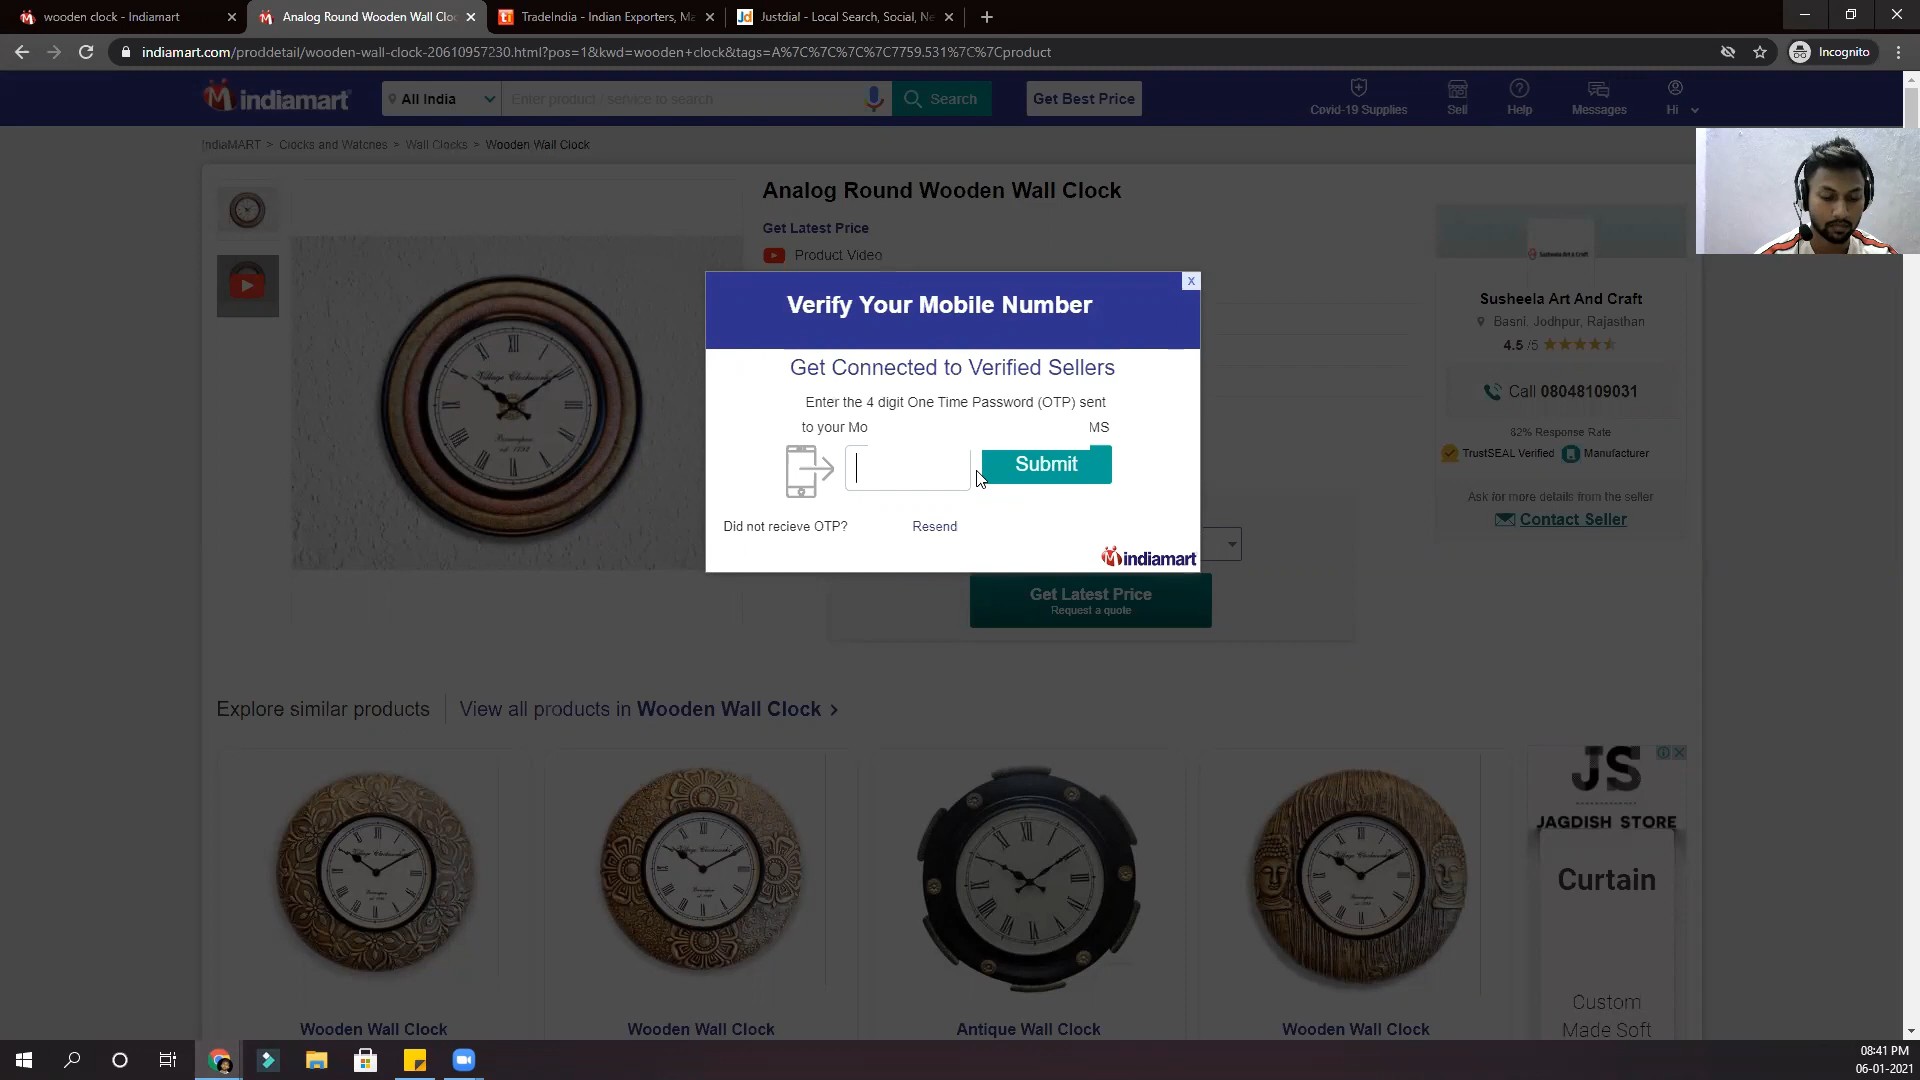 wooden clock - Indiamart
Analog Round Wooden Wall Cloc
TradeIndia - Indian Exporters, Ma
Justdial - Local Search, Social, Ne
indiamart.com/proddetail/wooden-wall-clock-20610957230.html?pos=1&kwd=wooden+clock&tags=A%7C%7C%7C%7C7759.531%7C%7Cproduct
Incognito
indiamart
All India
Enter product / service to search
Search
Get Best Price
Covid-19 Supplies
Sell
Help
Messages
Hi
IndiaMART > Clocks and Watches > Wall Clocks > Wooden Wall Clock
Analog Round Wooden Wall Clock
Get Latest Price
Product Video
Verify Your Mobile Number
X
Get Connected to Verified Sellers
Enter the 4 digit One Time Password (OTP) sent
to your Mo MS
Submit
Did not recieve OTP? Resend
indiamart
Get Latest Price
Request a quote
Susheela Art & Craft
Susheela Art And Craft
Basni, Jodhpur, Rajasthan
4.5 /5
Call 08048109031
82% Response Rate
TrustSEAL Verified Manufacturer
Ask for more details from the seller
Contact Seller
Explore similar products
View all products in Wooden Wall Clock >
Wooden Wall Clock
Wooden Wall Clock
Antique Wall Clock
Wooden Wall Clock
JS
JAGDISH STORE
Curtain
Custom
Made Soft
08:41 PM
06-01-2021